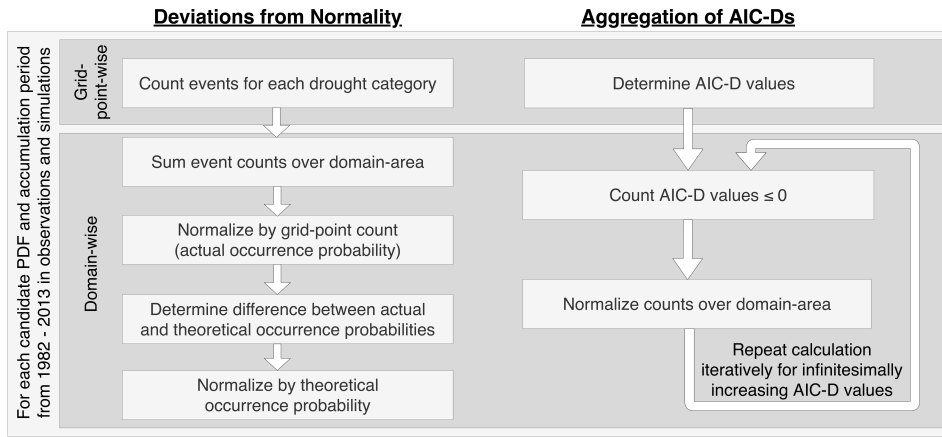 Deviations from Normality
Aggregation of AIC-Ds
For each candidate PDF and accumulation period
from 1982 - 2013 in observations and simulations
Grid-
point-wise
Count events for each drought category
Determine AIC-D values
Domain-wise
Sum event counts over domain-area
Normalize by grid-point count
(actual occurrence probability)
Determine difference between actual
and theoretical occurrence probabilities
Normalize by theoretical
occurrence probability
Count AIC-D values ≤ 0
Normalize counts over domain-area
Repeat calculation
iteratively for infinitesimally
increasing AIC-D values